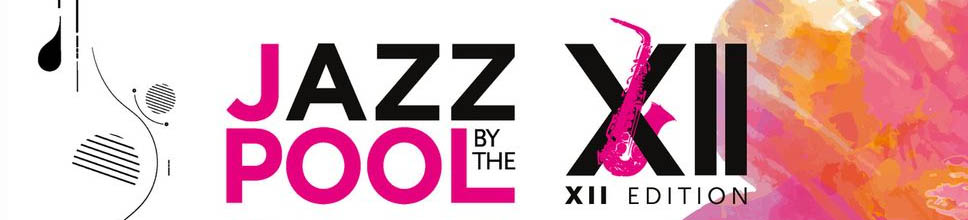 JAZZ
BY THE
POOL
XII
XII EDITION